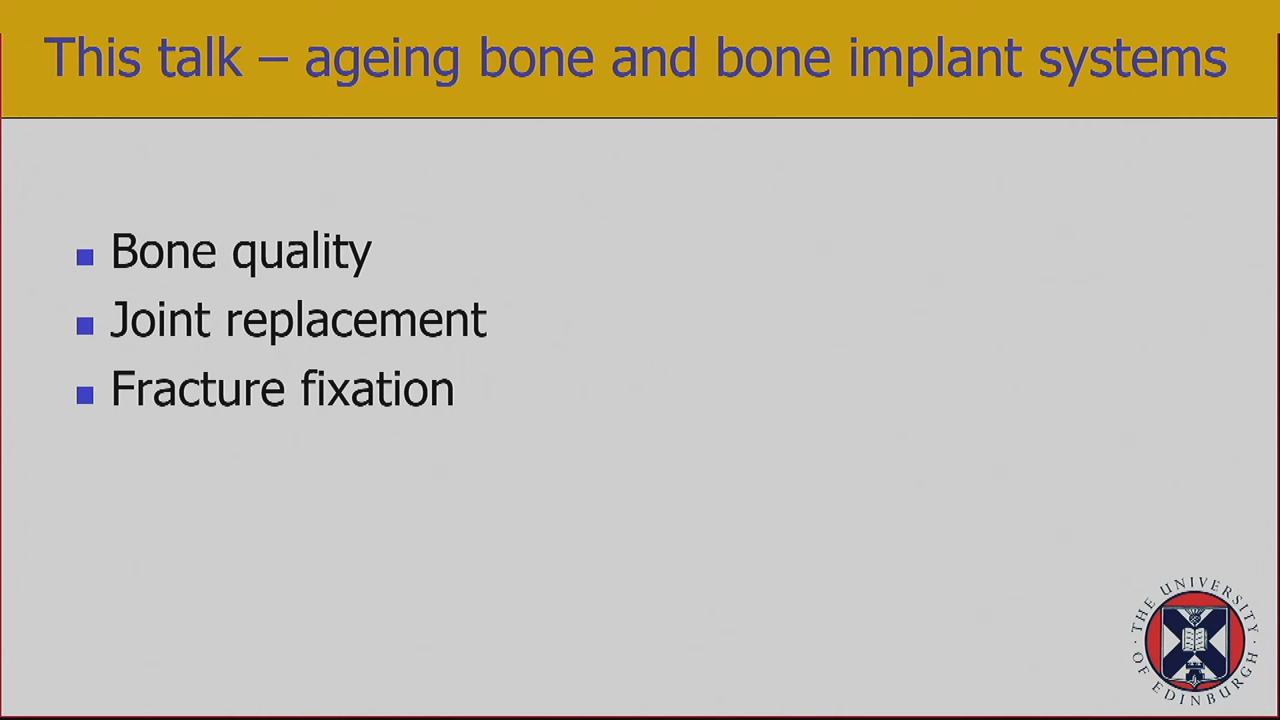 This talk – ageing bone and bone implant systems
Bone quality
Joint replacement
Fracture fixation
THE UNIVERSITY OF EDINBURGH